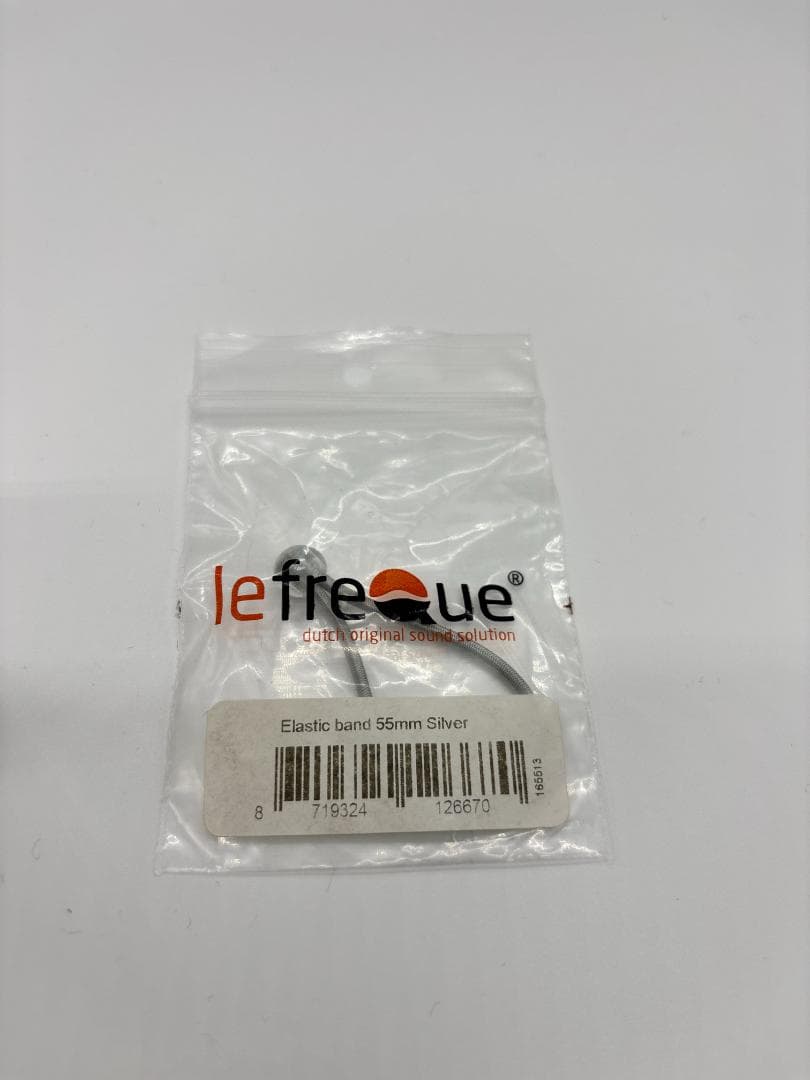 lefreQue®
dutch original sound solution
Elastic band 55mm Silver
165513
8 719324 126670